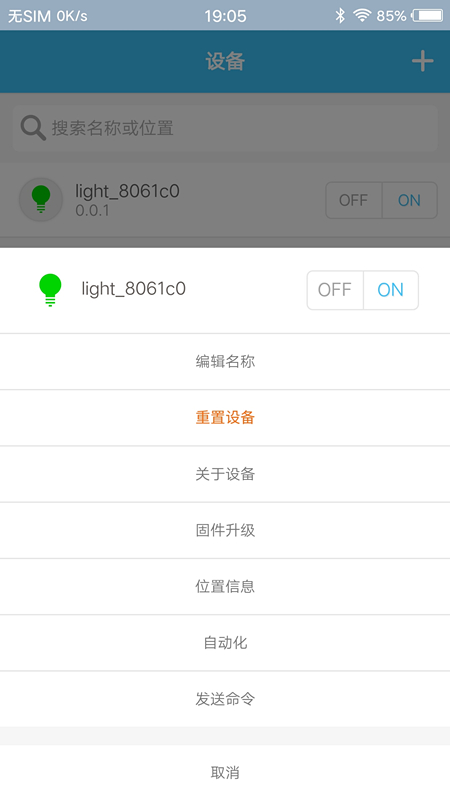 无SIM 0K/s 19:05 85%
设备
搜索名称或位置
light_8061c0
0.0.1
OFF ON
light_8061c0
OFF ON
编辑名称
重置设备
关于设备
固件升级
位置信息
自动化
发送命令
取消